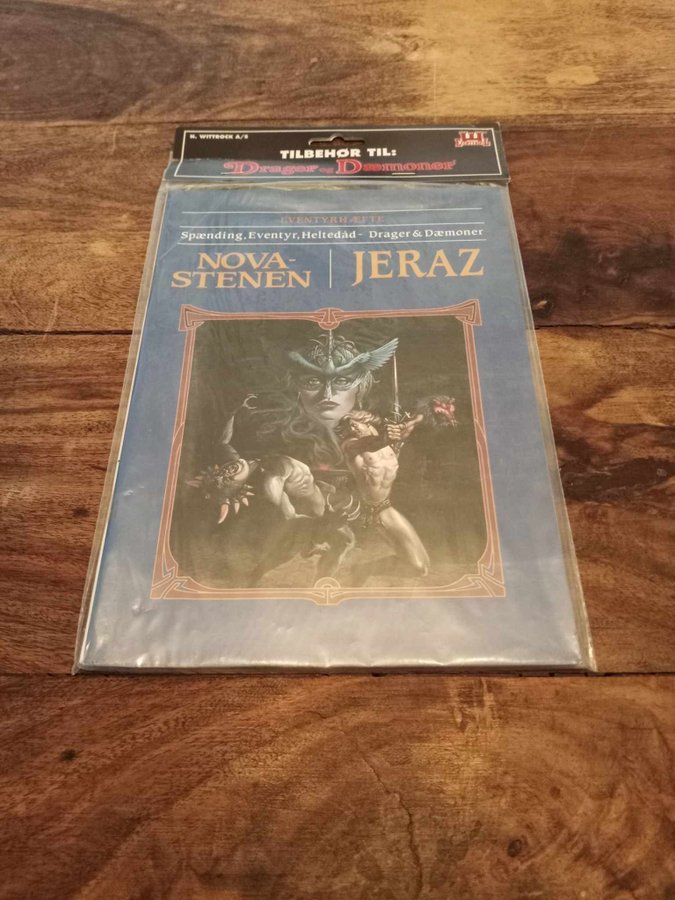 H. WITTROCK A/S
TILBEHØR TIL:
Drager og Dæmoner
EVENTYRHÆFTE
Spænding, Eventyr, Heltedåd - Drager & Dæmoner
NOVA-
STENEN
JERAZ